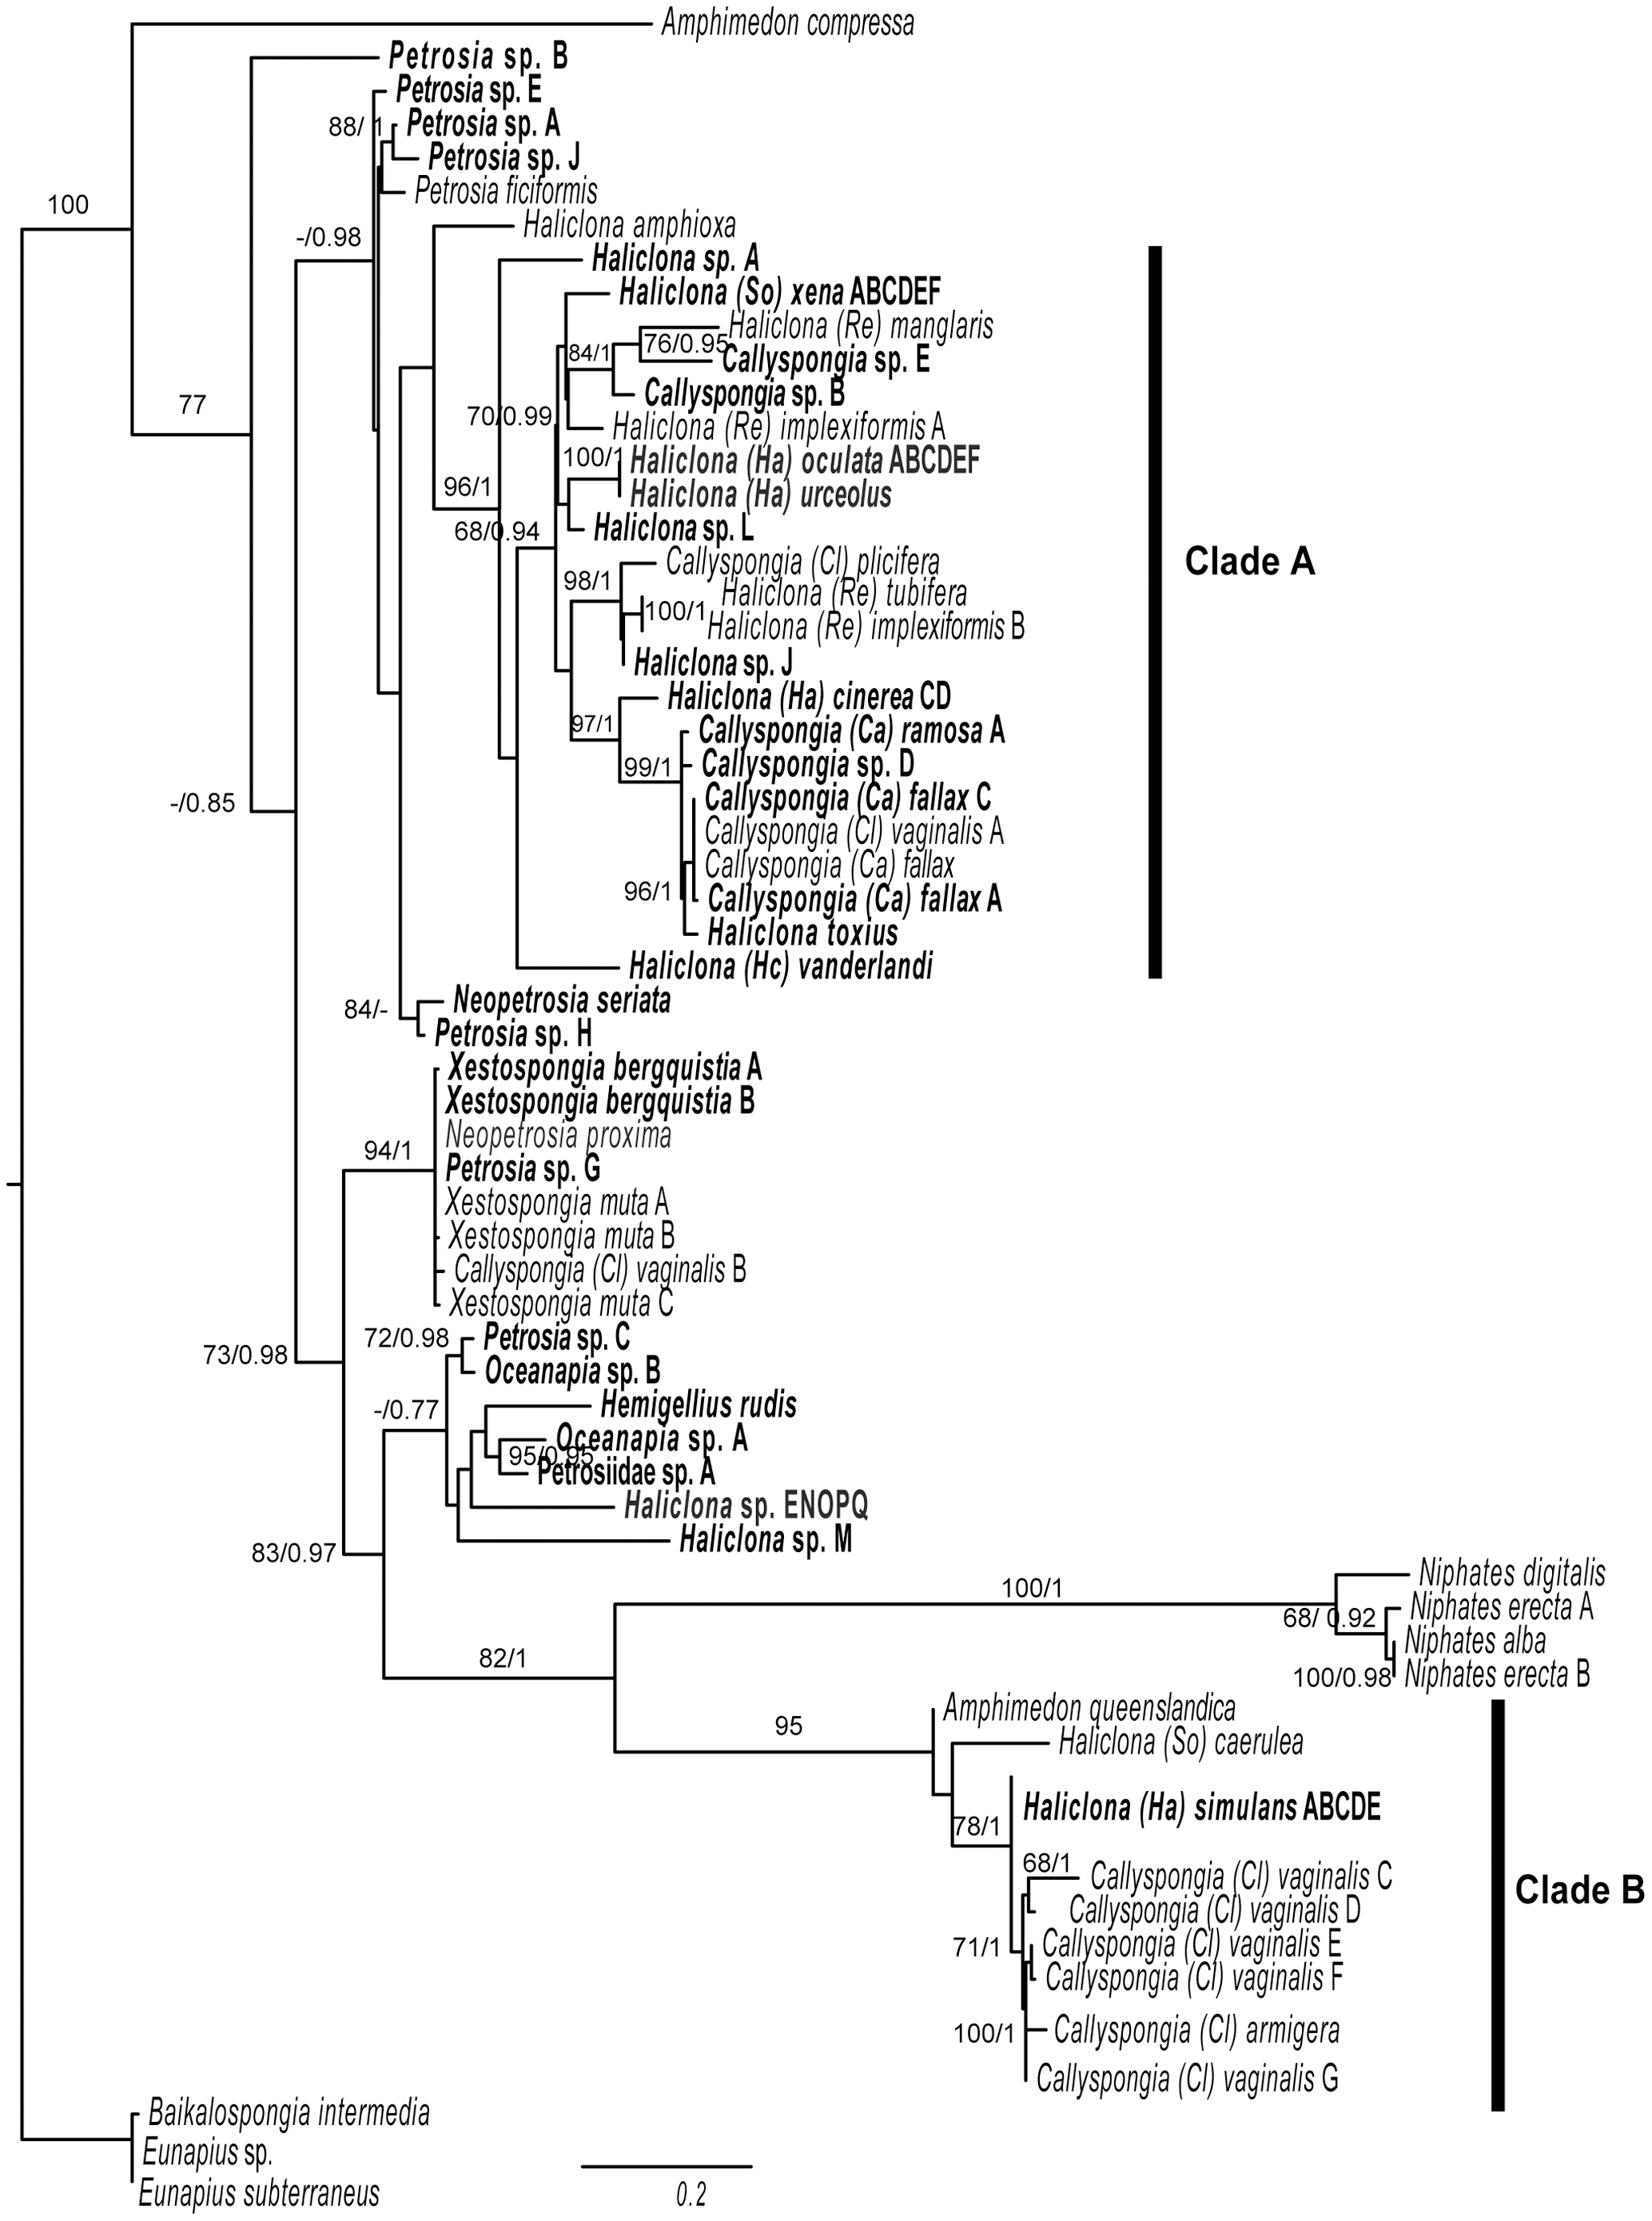 Amphimedon compressa
Petrosia sp. B
Petrosia sp. E
88/ 1
Petrosia sp. A
Petrosia sp. J
Petrosia ficiformis
100
Haliclona amphioxa
-/0.98
Haliclona sp. A
Haliclona (So) xena ABCDEF
Haliclona (Re) manglaris
76/0.95
84/1
Callyspongia sp. E
Callyspongia sp. B
77
70/0.99
Haliclona (Re) implexiformis A
100/1
Haliclona (Ha) oculata ABCDEF
96/1
Haliclona (Ha) urceolus
68/0.94
Haliclona sp. L
Clade A
Callyspongia (Cl) plicifera
98/1
Haliclona (Re) tubifera
100/1
Haliclona (Re) implexiformis B
Haliclona sp. J
Haliclona (Ha) cinerea CD
97/1
Callyspongia (Ca) ramosa A
99/1
Callyspongia sp. D
-/0.85
Callyspongia (Ca) fallax C
Callyspongia (Cl) vaginalis A
Callyspongia (Ca) fallax
96/1
Callyspongia (Ca) fallax A
Haliclona toxius
Haliclona (Hc) vanderlandi
84/-
Neopetrosia seriata
Petrosia sp. H
Xestospongia bergquistia A
Xestospongia bergquistia B
Neopetrosia proxima
94/1
Petrosia sp. G
Xestospongia muta A
Xestospongia muta B
Callyspongia (Cl) vaginalis B
Xestospongia muta C
72/0.98
Petrosia sp. C
73/0.98
Oceanapia sp. B
-/0.77
Hemigellius rudis
Oceanapia sp. A
95/0.95
Petrosiidae sp. A
Haliclona sp. ENOPQ
Haliclona sp. M
83/0.97
Niphates digitalis
100/1
Niphates erecta A
68/ 0.92
Niphates alba
82/1
100/0.98
Niphates erecta B
Amphimedon queenslandica
95
Haliclona (So) caerulea
Haliclona (Ha) simulans ABCDE
78/1
68/1
Callyspongia (Cl) vaginalis C
Clade B
Callyspongia (Cl) vaginalis D
71/1
Callyspongia (Cl) vaginalis E
Callyspongia (Cl) vaginalis F
100/1
Callyspongia (Cl) armigera
Callyspongia (Cl) vaginalis G
Baikalospongia intermedia
Eunapius sp.
Eunapius subterraneus
0.2